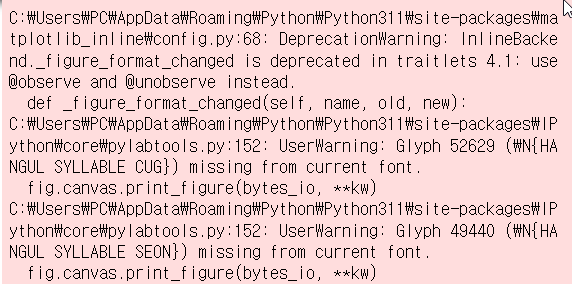 C:₩Users₩PC₩AppData₩Roaming₩Python₩Python311₩site-packages₩ma
tplotlib_inline₩config.py:68: DeprecationWarning: InlineBacke
nd._figure_format_changed is deprecated in traitlets 4.1: use
@observe and @unobserve instead.
  def _figure_format_changed(self, name, old, new):
C:₩Users₩PC₩AppData₩Roaming₩Python₩Python311₩site-packages₩IP
ython₩core₩pylabtools.py:152: UserWarning: Glyph 52629 (₩N{HA
NGUL SYLLABLE CUG}) missing from current font.
  fig.canvas.print_figure(bytes_io, **kw)
C:₩Users₩PC₩AppData₩Roaming₩Python₩Python311₩site-packages₩IP
ython₩core₩pylabtools.py:152: UserWarning: Glyph 49440 (₩N{HA
NGUL SYLLABLE SEON}) missing from current font.
  fig.canvas.print_figure(bytes_io, **kw)